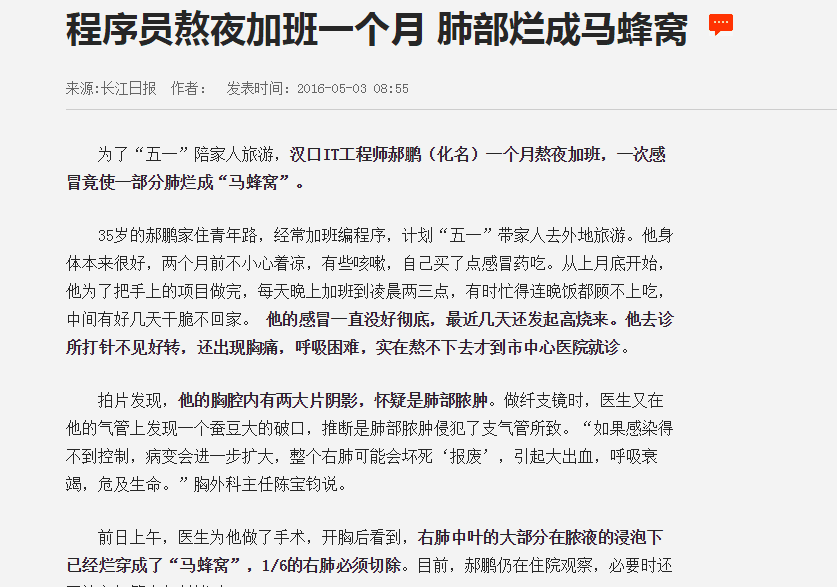 程序员熬夜加班一个月 肺部烂成马蜂窝
来源:长江日报 作者： 发表时间：2016-05-03 08:55
为了“五一”陪家人旅游，汉口IT工程师郝鹏（化名）一个月熬夜加班，一次感
冒竟使一部分肺烂成“马蜂窝”。
35岁的郝鹏家住青年路，经常加班编程序，计划“五一”带家人去外地旅游。他身
体本来很好，两个月前不小心着凉，有些咳嗽，自己买了点感冒药吃。从上月底开始，
他为了把手上的项目做完，每天晚上加班到凌晨两三点，有时忙得连晚饭都顾不上吃，
中间有好几天干脆不回家。 他的感冒一直没好彻底，最近几天还发起高烧来。他去诊
所打针不见好转，还出现胸痛，呼吸困难，实在熬不下去才到市中心医院就诊。
拍片发现，他的胸腔内有两大片阴影，怀疑是肺部脓肿。做纤支镜时，医生又在
他的气管上发现一个蚕豆大的破口，推断是肺部脓肿侵犯了支气管所致。“如果感染得
不到控制，病变会进一步扩大，整个右肺可能会坏死‘报废’，引起大出血，呼吸衰
竭，危及生命。”胸外科主任陈宝钧说。
前日上午，医生为他做了手术，开胸后看到，右肺中叶的大部分在脓液的浸泡下
已经烂穿成了“马蜂窝”，1/6的右肺必须切除。目前，郝鹏仍在住院观察，必要时还